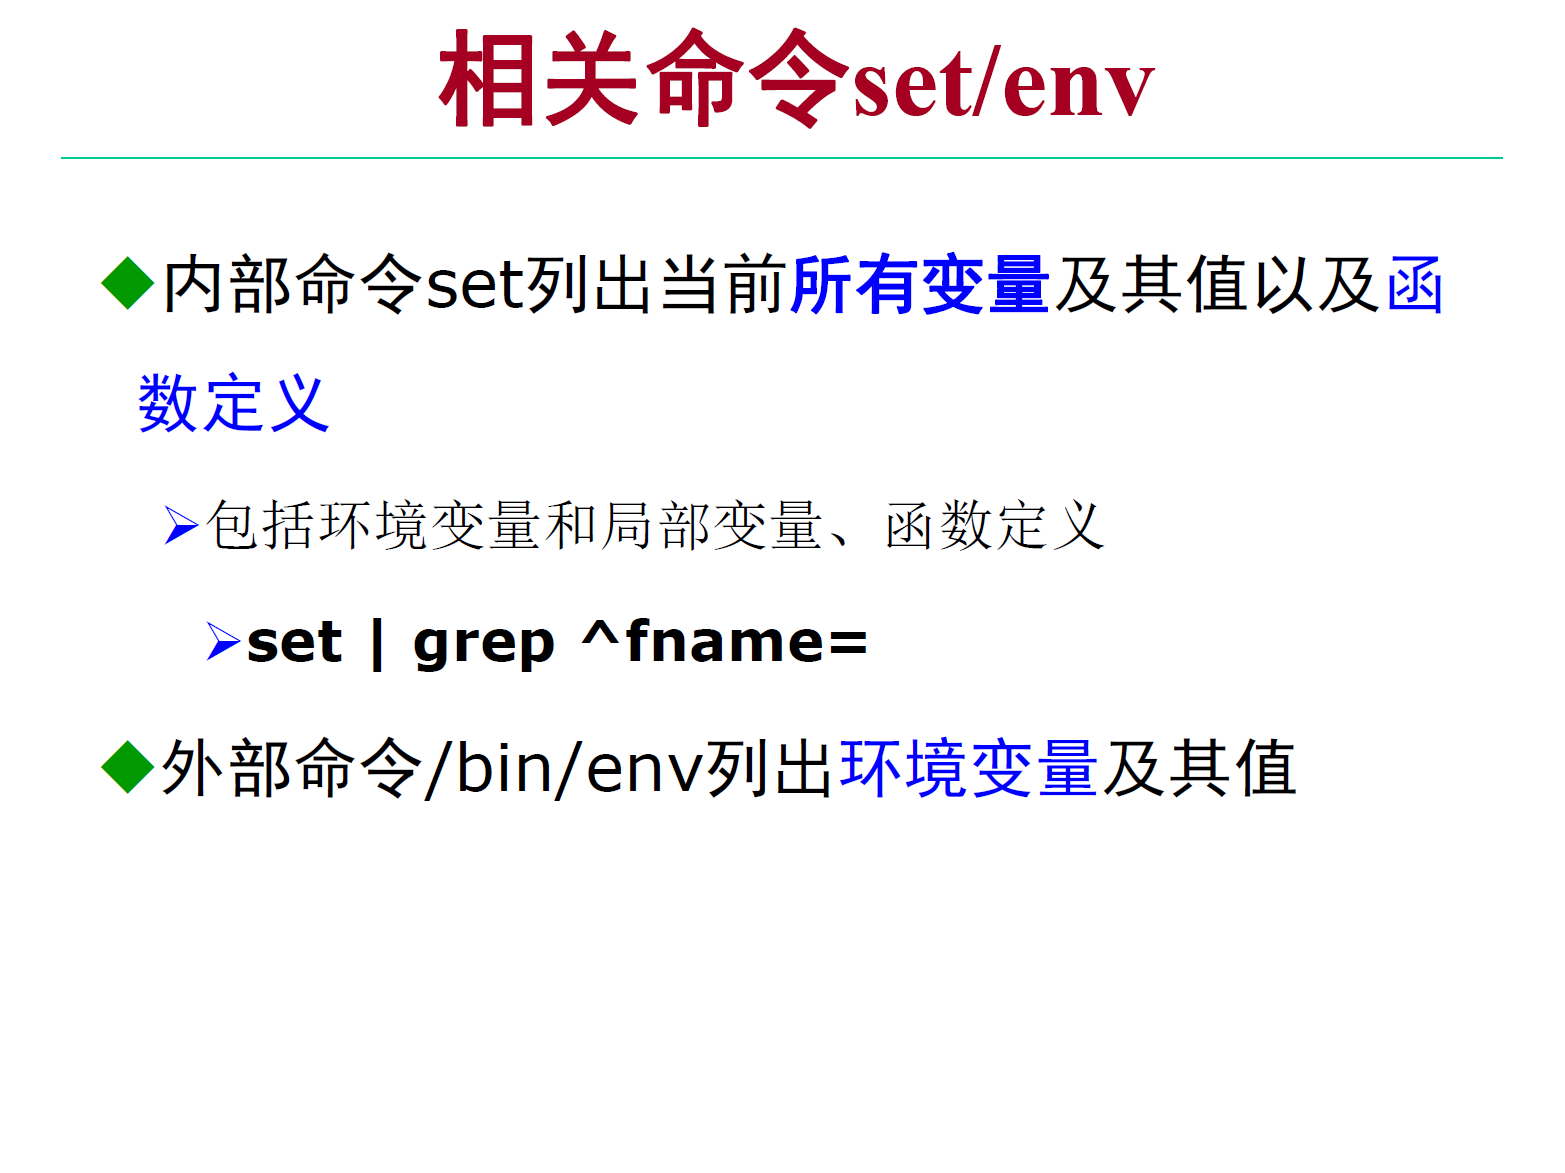 相关命令set/env
内部命令set列出当前所有变量及其值以及函
数定义
包括环境变量和局部变量、函数定义
set | grep ^fname=
外部命令/bin/env列出环境变量及其值